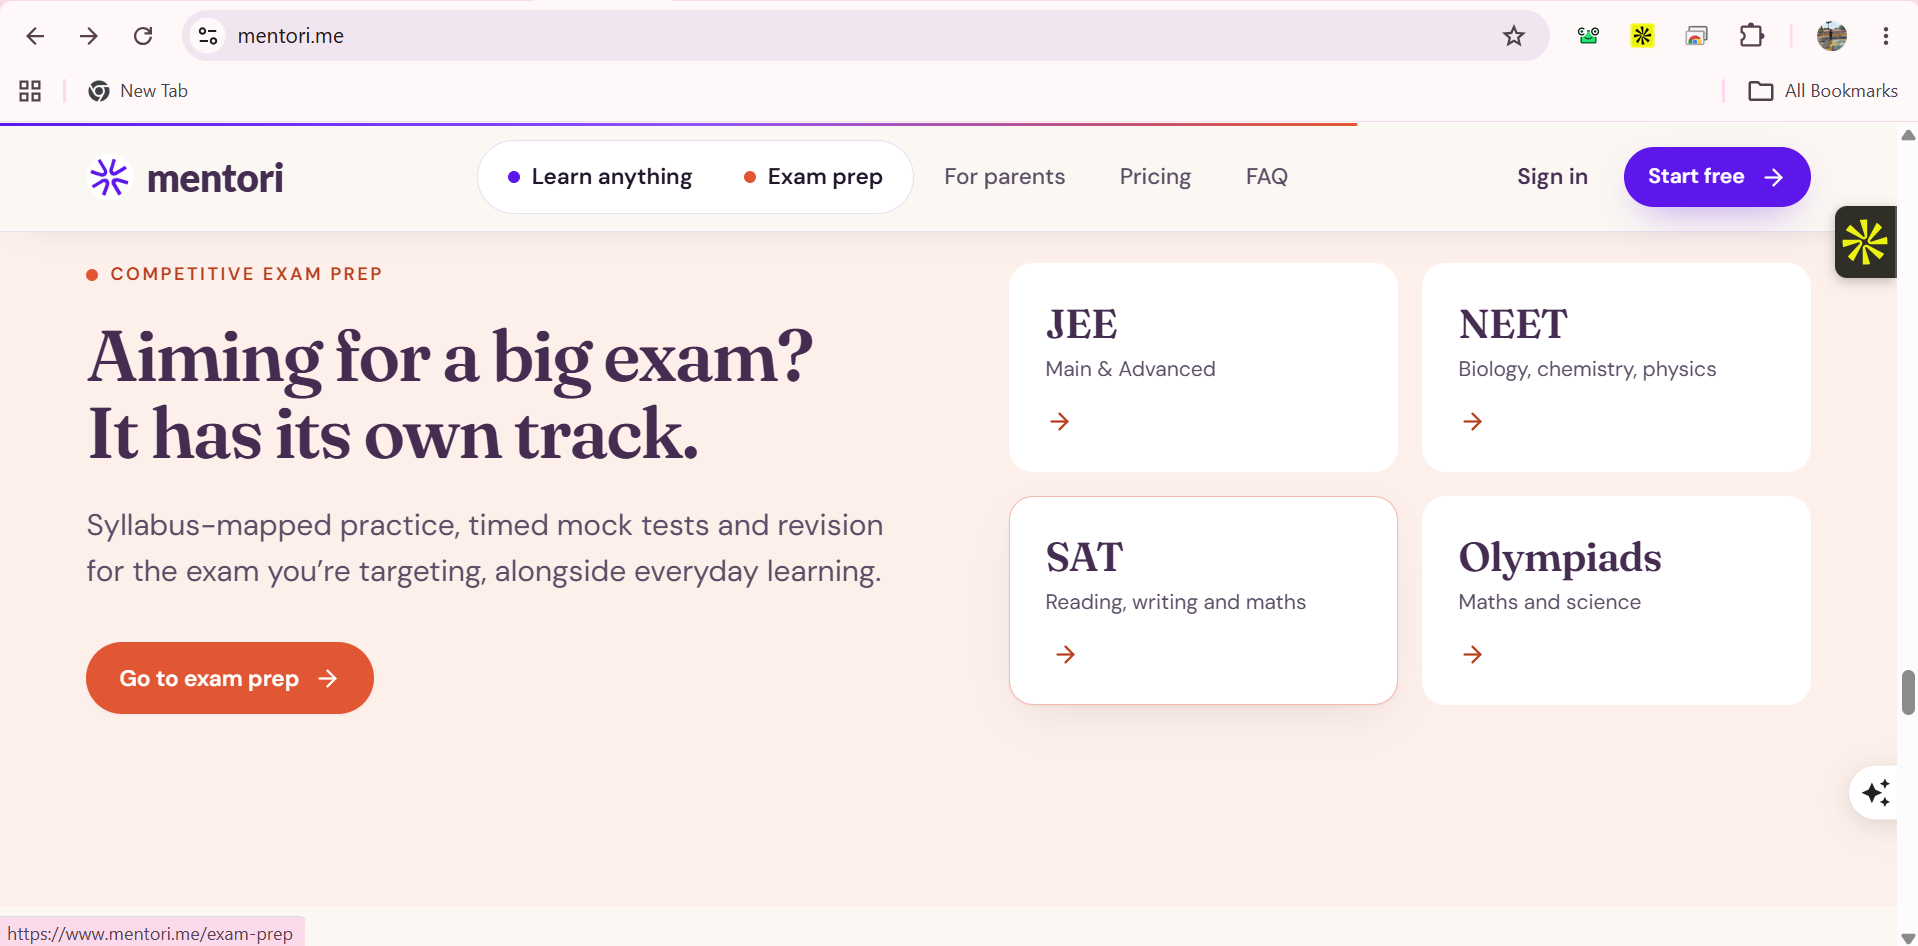 mentori.me
New Tab
All Bookmarks
mentori
Learn anything
Exam prep
For parents
Pricing
FAQ
Sign in
Start free
COMPETITIVE EXAM PREP
Aiming for a big exam?
It has its own track.
Syllabus-mapped practice, timed mock tests and revision
for the exam you’re targeting, alongside everyday learning.
Go to exam prep
JEE
Main & Advanced
NEET
Biology, chemistry, physics
SAT
Reading, writing and maths
Olympiads
Maths and science
https://www.mentori.me/exam-prep